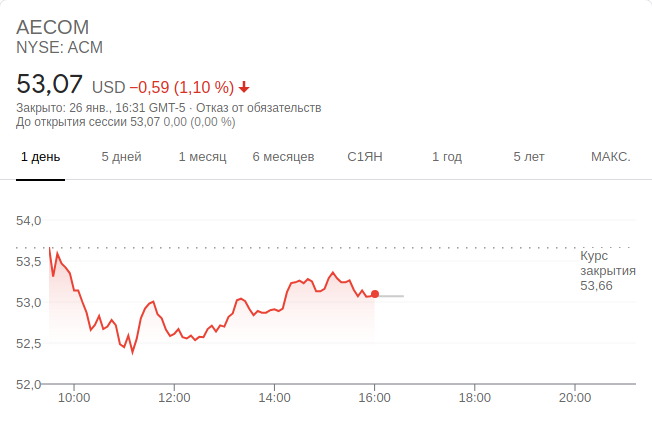 AECOM
NYSE: ACM
53,07 USD −0,59 (1,10 %)
Закрыто: 26 янв., 16:31 GMT-5 · Отказ от обязательств
До открытия сессии 53,07 0,00 (0,00 %)
1 день 5 дней 1 месяц 6 месяцев С1ЯН 1 год 5 лет МАКС.
54,0
53,5
53,0
52,5
52,0
Курс
закрытия
53,66
10:00 12:00 14:00 16:00 18:00 20:00